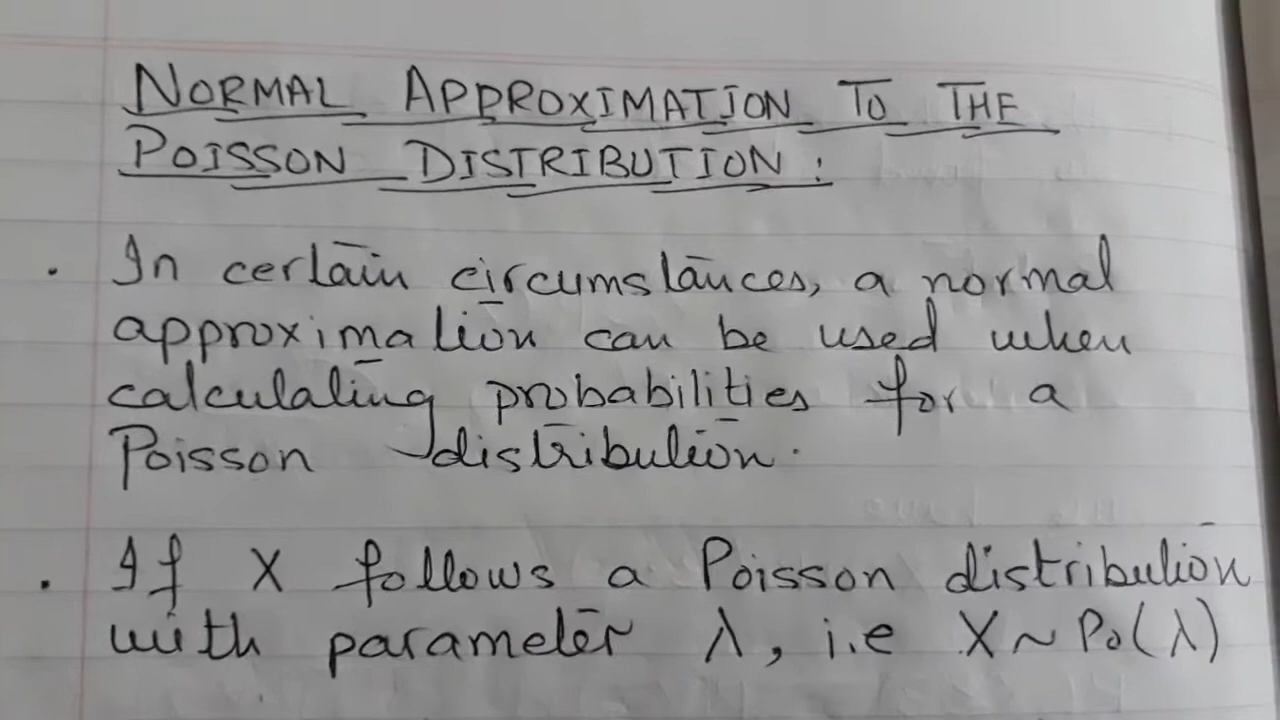 NORMAL APPROXIMATION TO THE
POISSON DISTRIBUTION:
. In certain circumstances, a normal
approximation can be used when
calculating probabilities for a
Poisson distribution.
. If X follows a Poisson distribution
with parameter λ, i.e X ~ Po(λ)